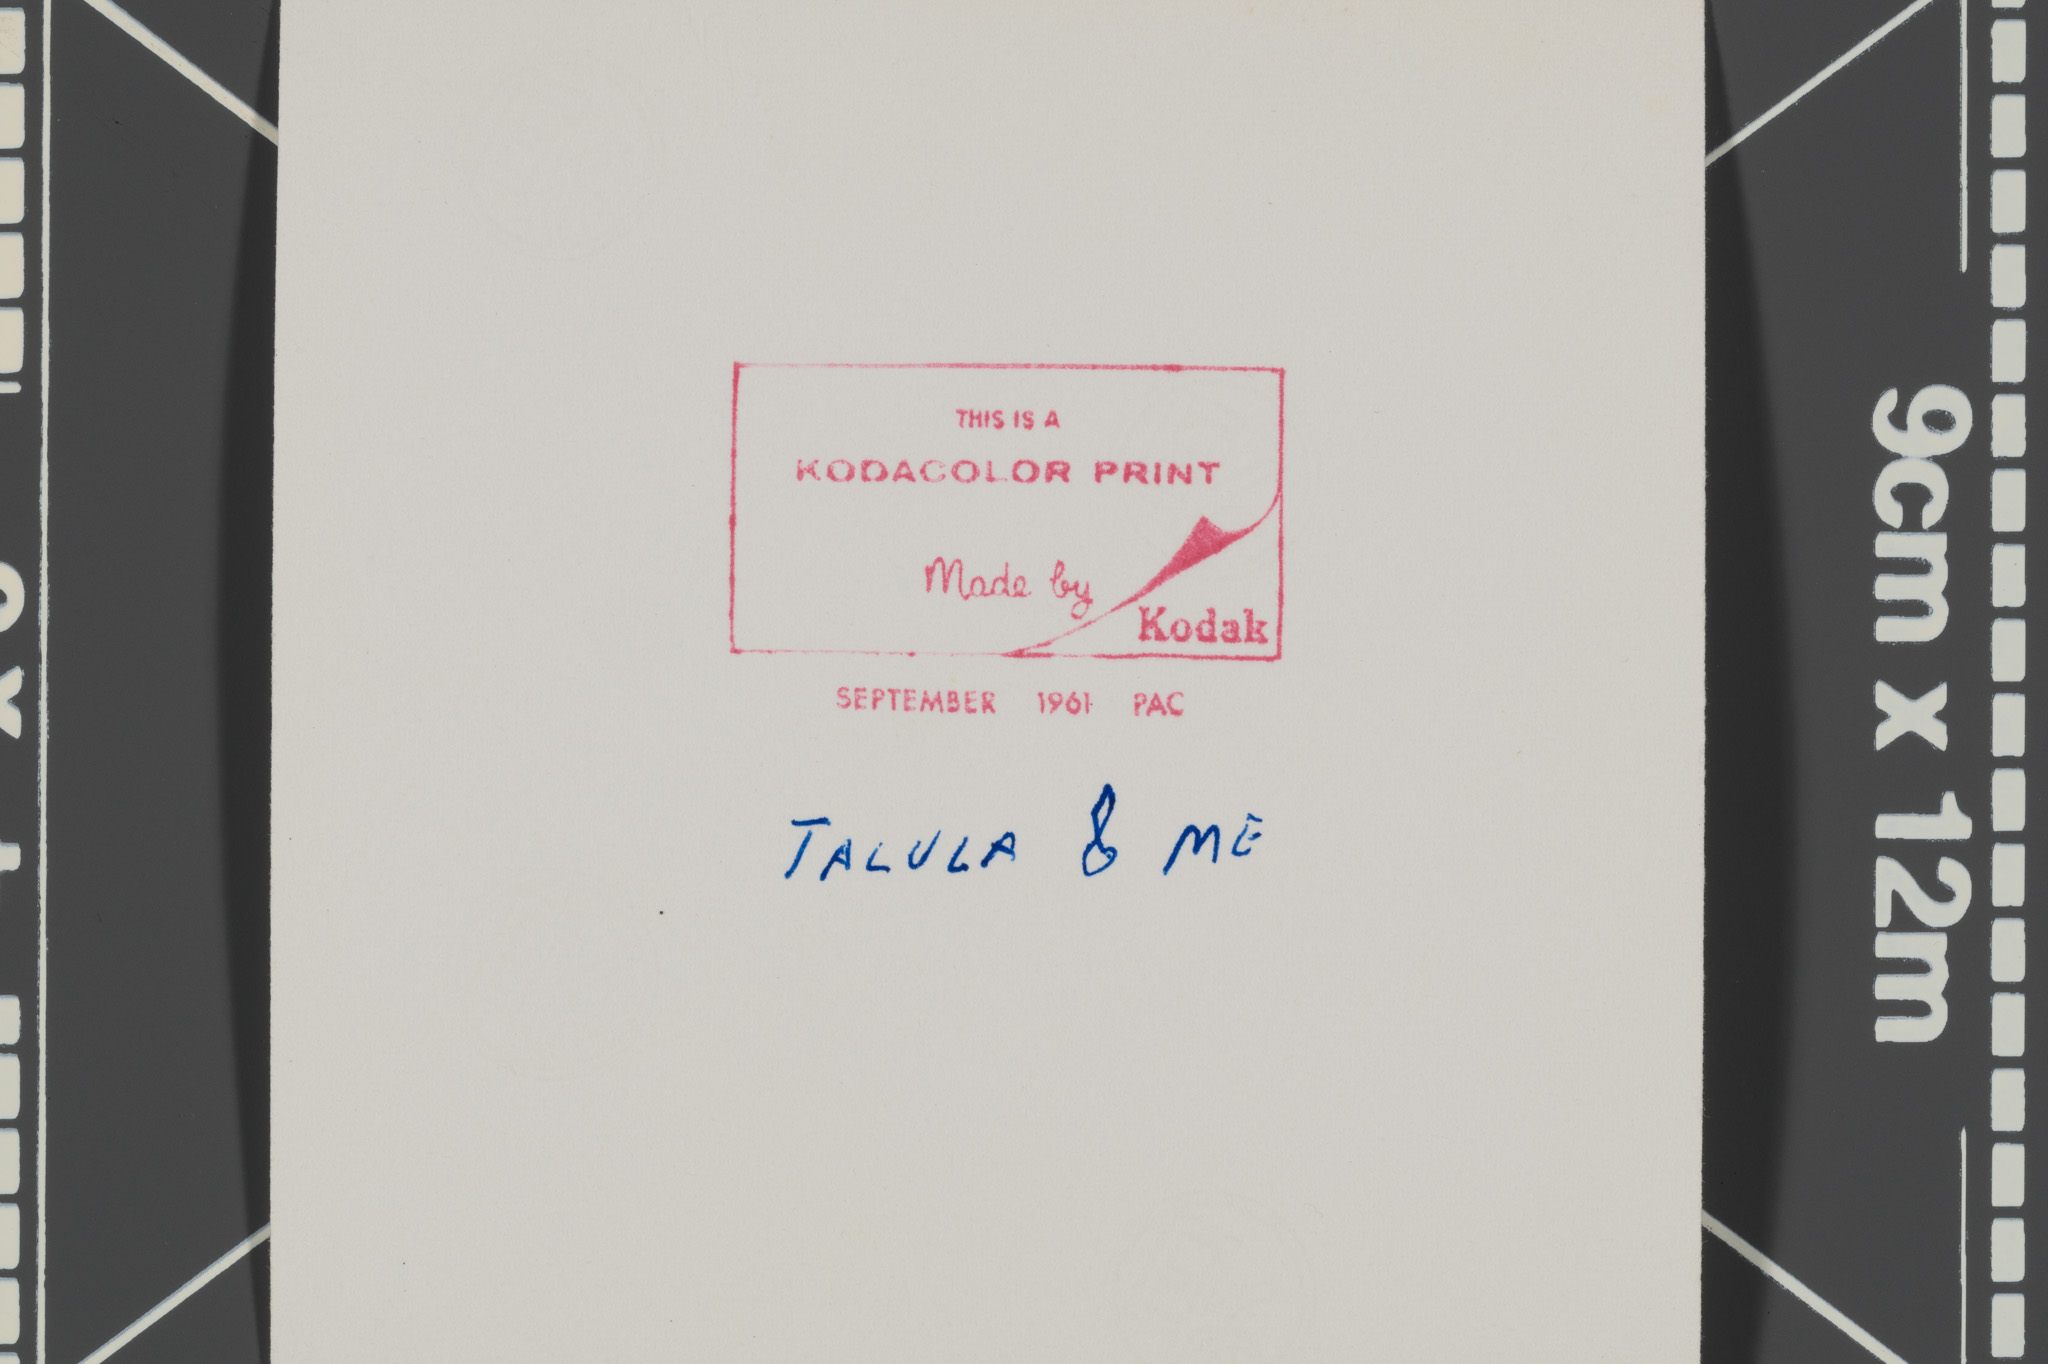 THIS IS A
KODACOLOR PRINT
Made by
Kodak
SEPTEMBER 1961 PAC
TALULA & ME
9cm x 12m